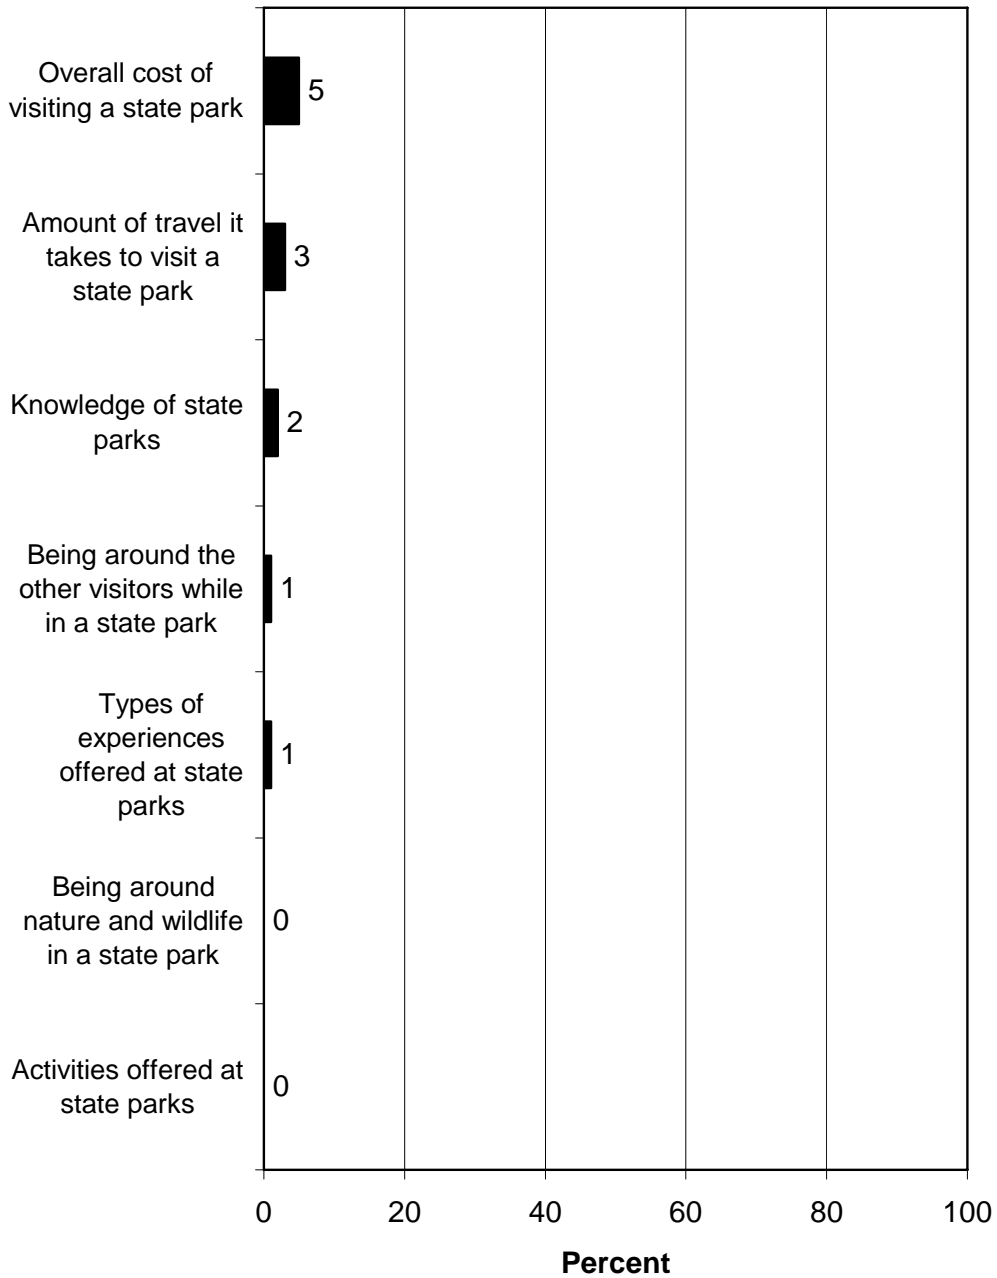 Overall cost of
visiting a state park
5
Amount of travel it
takes to visit a
state park
3
Knowledge of state
parks
2
Being around the
other visitors while
in a state park
1
Types of
experiences
offered at state
parks
1
Being around
nature and wildlife
in a state park
0
Activities offered at
state parks
0
0 20 40 60 80 100
Percent